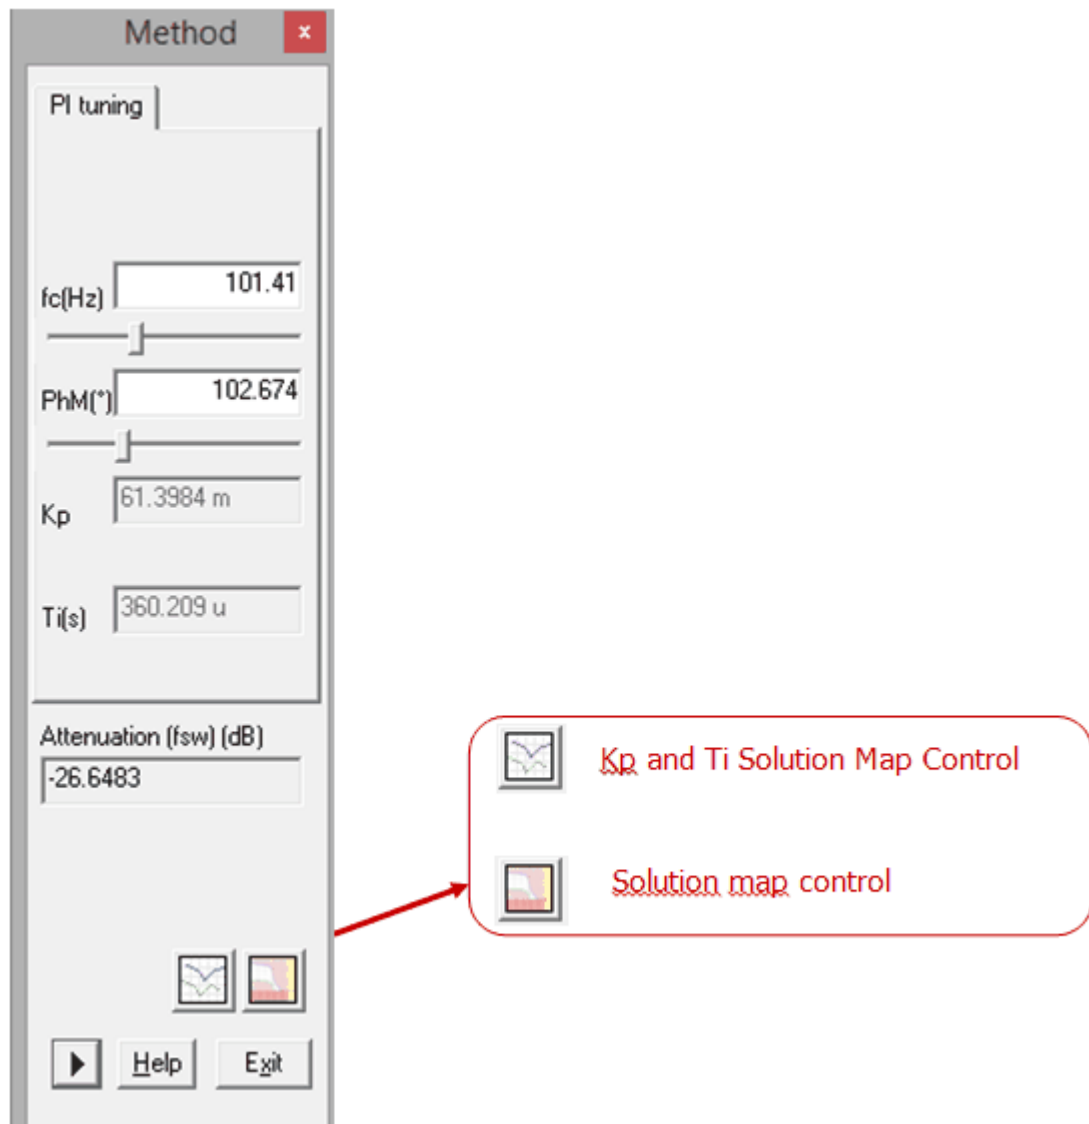 Method
x
PI tuning
fc(Hz) 101.41
PhM(°) 102.674
Kp 61.3984 m
Ti(s) 360.209 u
Attenuation (fsw) (dB)
-26.6483
Help Exit
Kp and Ti Solution Map Control
Solution map control